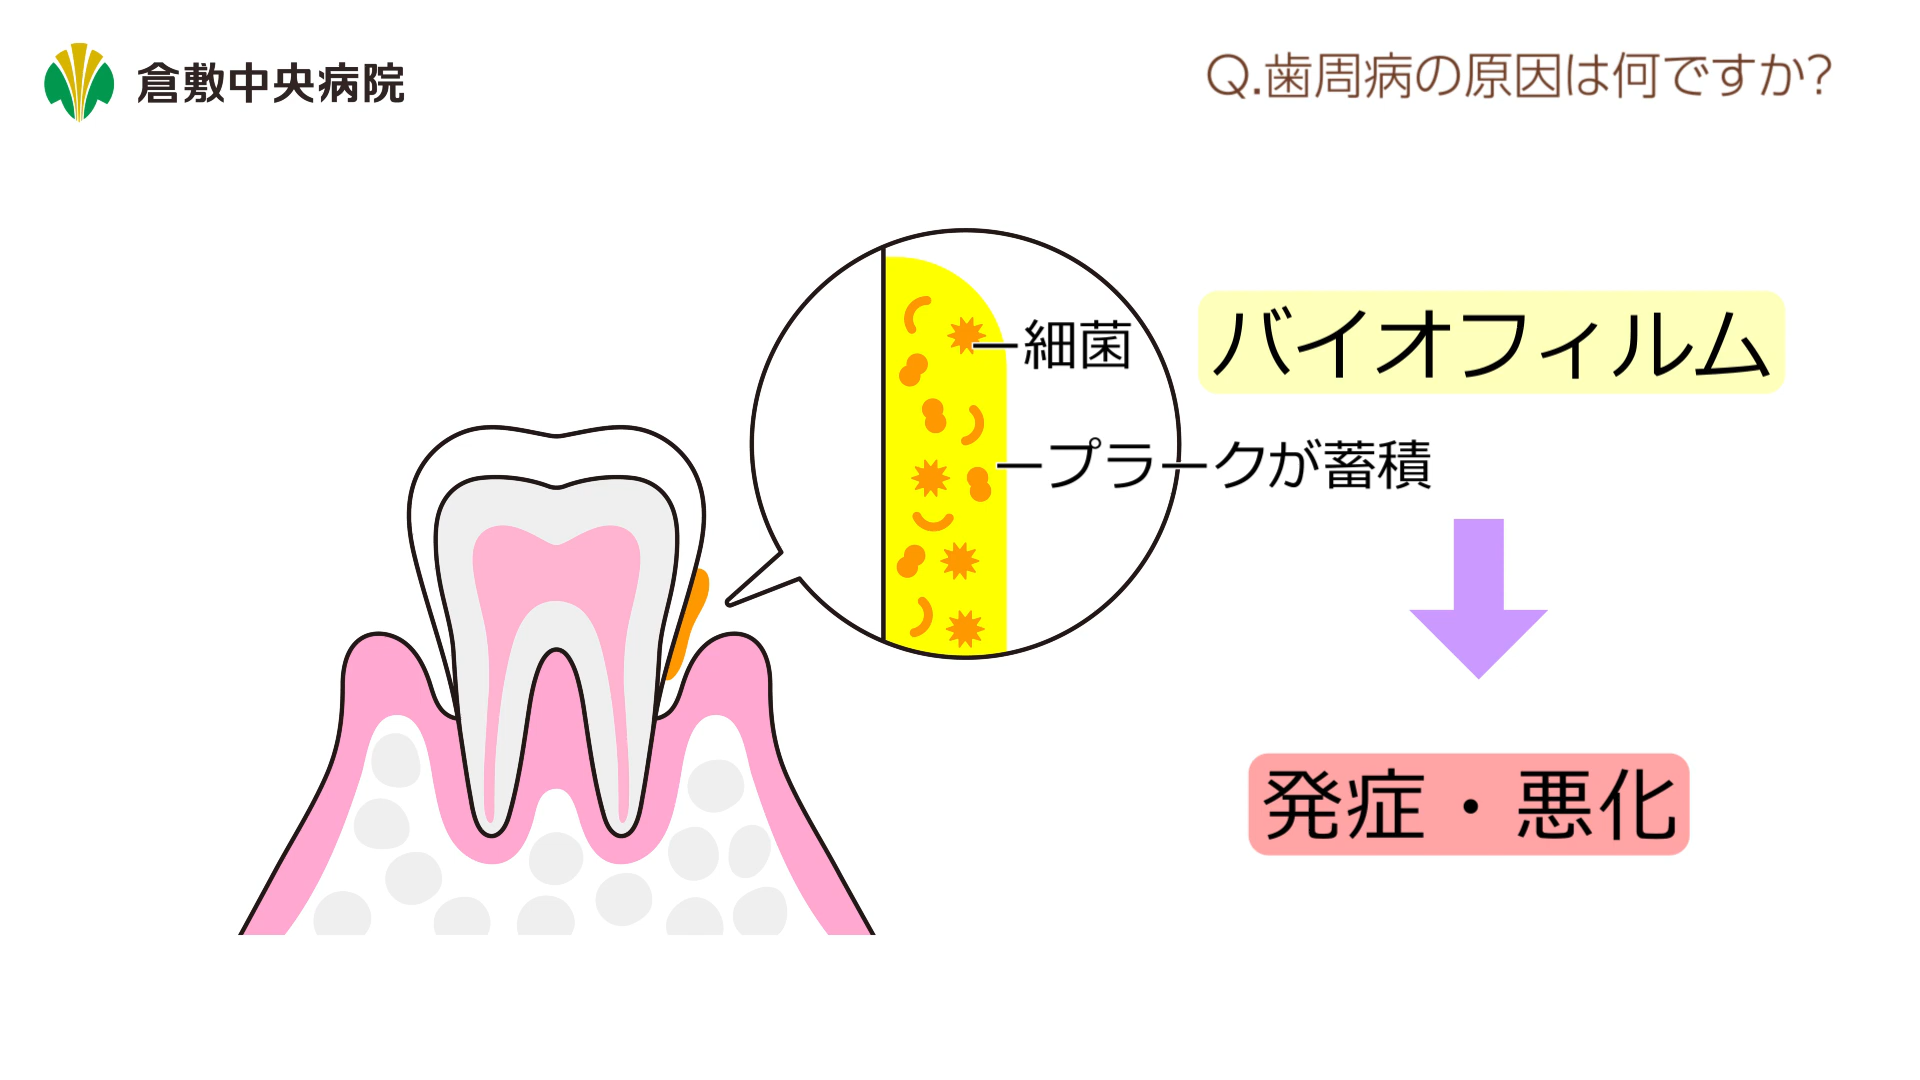 倉敷中央病院
Q.歯周病の原因は何ですか?
細菌
バイオフィルム
プラークが蓄積
発症・悪化